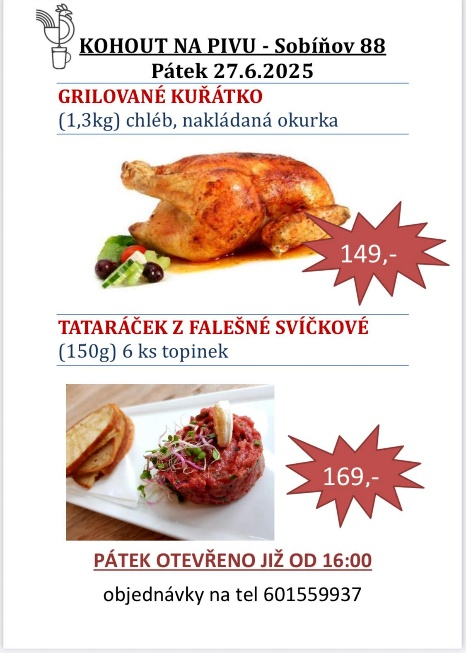 KOHOUT NA PIVU - Sobíňov 88
Pátek 27.6.2025
GRILOVANÉ KUŘÁTKO
(1,3kg) chléb, nakládaná okurka
149,-
TATARÁČEK Z FALEŠNÉ SVÍČKOVÉ
(150g) 6 ks topinek
169,-
PÁTEK OTEVŘENO JIŽ OD 16:00
objednávky na tel 601559937